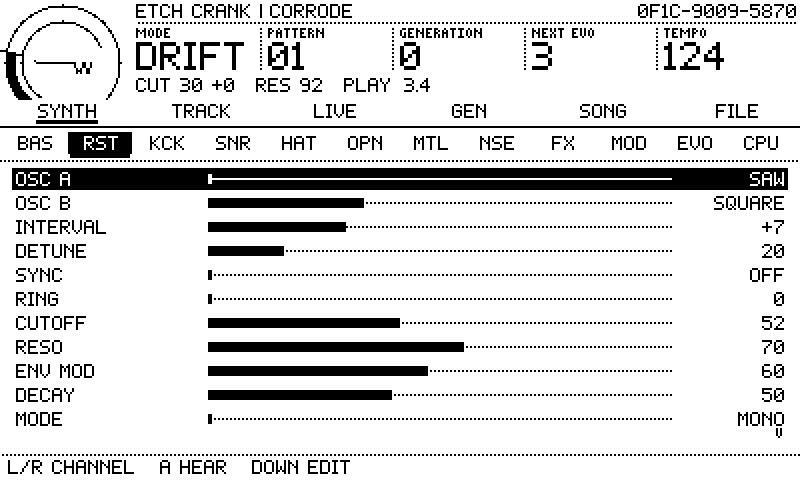 ETCH CRANK | CORRODE 0F1C-9009-5870
MODE PATTERN GENERATION NEXT EVO TEMPO
DRIFT 01 0 3 124
CUT 30 +0 RES 92 PLAY 3.4
SYNTH TRACK LIVE GEN SONG FILE
BAS RST KCK SNR HAT OPN MTL NSE FX MOD EVO CPU
OSC A SAW
OSC B SQUARE
INTERVAL +7
DETUNE 20
SYNC OFF
RING 0
CUTOFF 52
RESO 70
ENV MOD 60
DECAY 50
MODE MONO
L/R CHANNEL A HEAR DOWN EDIT